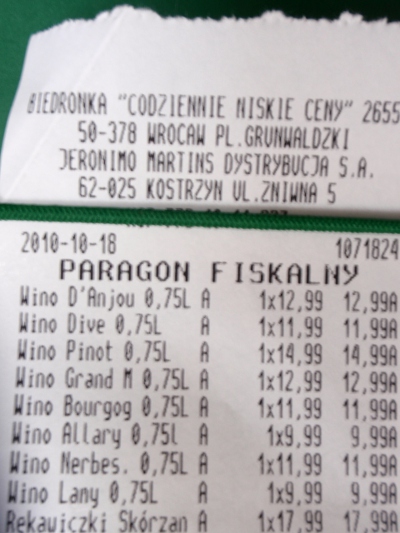 BIEDRONKA "CODZIENNIE NISKIE CENY" 2655
50-378 WROCAW PL.GRUNWALDZKI
JERONIMO MARTINS DYSTRYBUCJA S.A.
62-025 KOSTRZYN UL.ZNIWNA 5
2010-10-18 1071824
PARAGON FISKALNY
Wino D'Anjou 0,75L A 1x12,99 12,99A
Wino Dive 0,75L A 1x11,99 11,99A
Wino Pinot 0,75L A 1x14,99 14,99A
Wino Grand M 0,75L A 1x12,99 12,99A
Wino Bourgog 0,75L A 1x11,99 11,99A
Wino Allary 0,75l A 1x9,99 9,99A
Wino Nerbes. 0,75L A 1x11,99 11,99A
Wino Lany 0,75L A 1x9,99 9,99A
Rękawiczki Skórzan A 1x17,99 17,99A